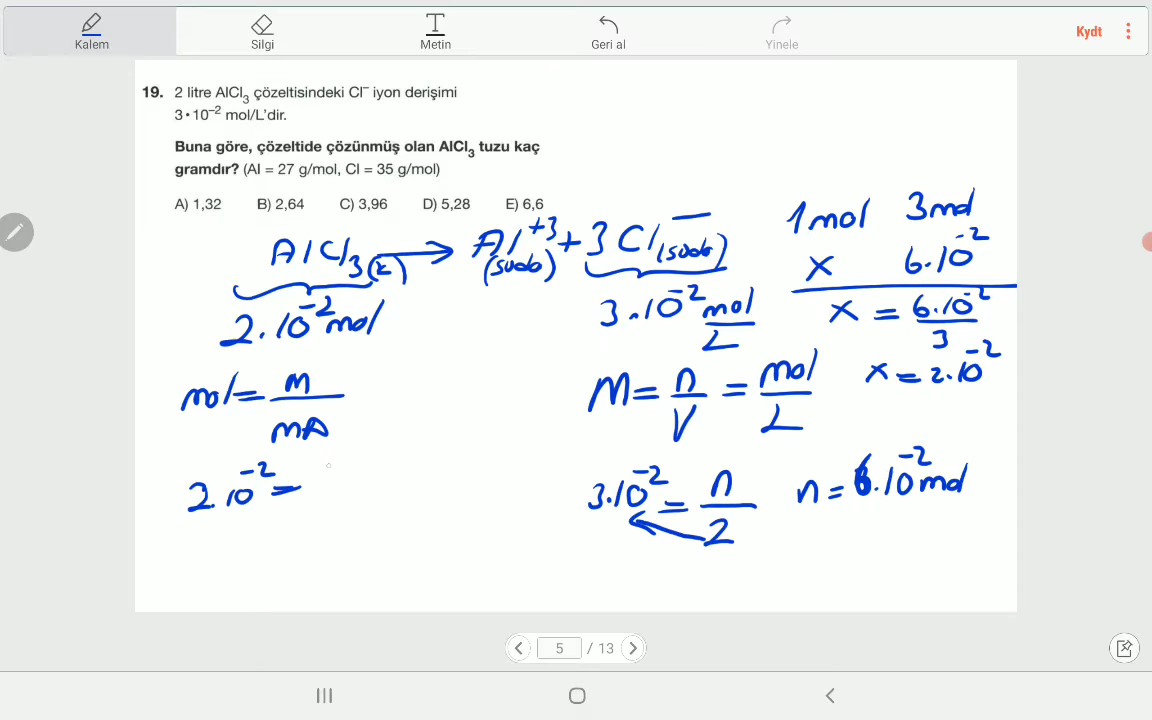 Kalem Silgi Metin Geri al Yinele Kydt
19. 2 litre AlCl₃ çözeltisindeki Cl⁻ iyon derişimi
3•10⁻² mol/L'dir.
Buna göre, çözeltide çözünmüş olan AlCl₃ tuzu kaç
gramdır? (Al = 27 g/mol, Cl = 35 g/mol)
A) 1,32 B) 2,64 C) 3,96 D) 5,28 E) 6,6
AlCl₃(k) → Al⁺³(suda) + 3Cl⁻(suda)
2.10⁻² mol
3.10⁻² mol/L
1 mol 3 mol
x 6.10⁻²
x = 6.10⁻²/3
x = 2.10⁻²
mol = m/mA
M = n/V = mol/L
2.10⁻² =
3.10⁻² = n/2
n = 6.10⁻² mol
5 / 13